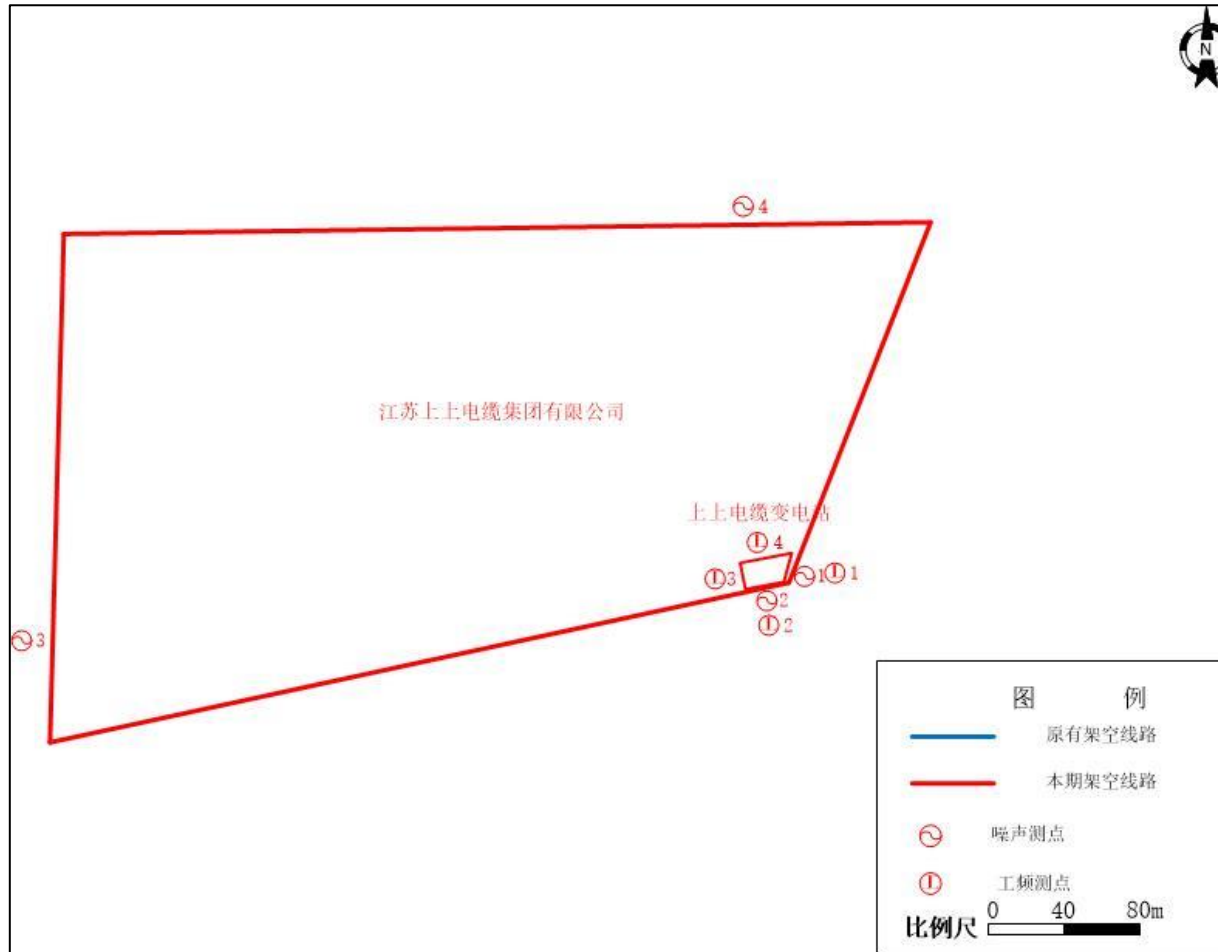 N
4
江苏上上电缆集团有限公司
上上电缆变电站
4
3
1 1
2
2
3
图 例
原有架空线路
本期架空线路
噪声测点
工频测点
比例尺 0 40 80m